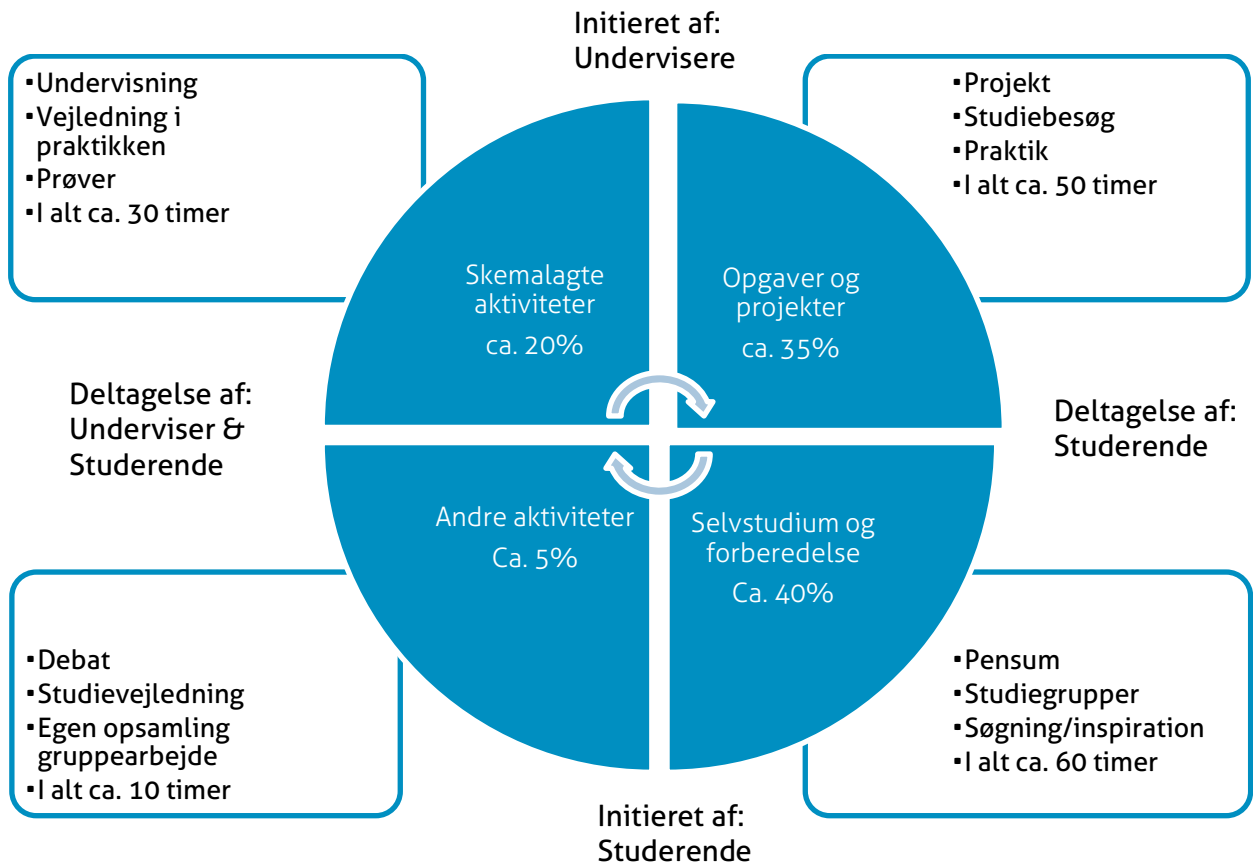 Initieret af:
Undervisere
▪Undervisning
▪Vejledning i
praktikken
▪Prøver
▪I alt ca. 30 timer
▪Projekt
▪Studiebesøg
▪Praktik
▪I alt ca. 50 timer
Skemalagte
aktiviteter
ca. 20%
Opgaver og
projekter
ca. 35%
Deltagelse af:
Underviser &
Studerende
Deltagelse af:
Studerende
Andre aktiviteter
Ca. 5%
Selvstudium og
forberedelse
Ca. 40%
▪Debat
▪Studievejledning
▪Egen opsamling
gruppearbejde
▪I alt ca. 10 timer
▪Pensum
▪Studiegrupper
▪Søgning/inspiration
▪I alt ca. 60 timer
Initieret af:
Studerende